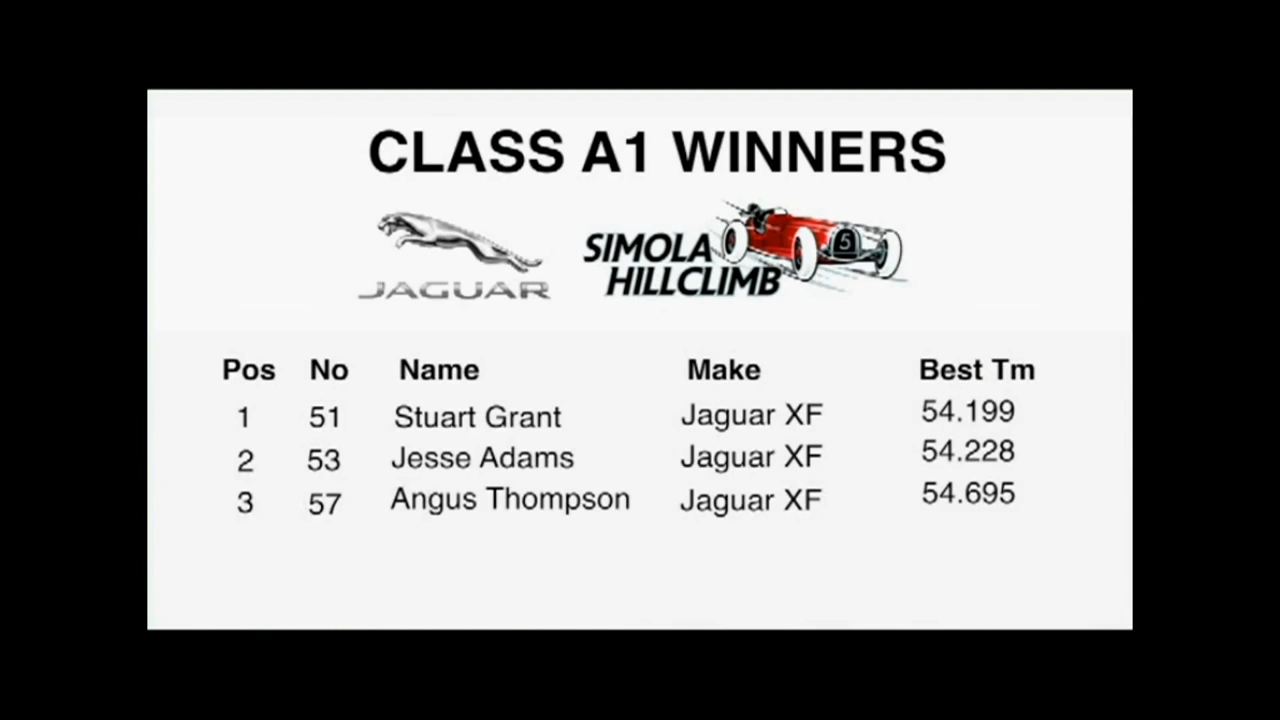 CLASS A1 WINNERS
JAGUAR
SIMOLA
HILLCLIMB
5
Pos No Name Make Best Tm
1 51 Stuart Grant Jaguar XF 54.199
2 53 Jesse Adams Jaguar XF 54.228
3 57 Angus Thompson Jaguar XF 54.695